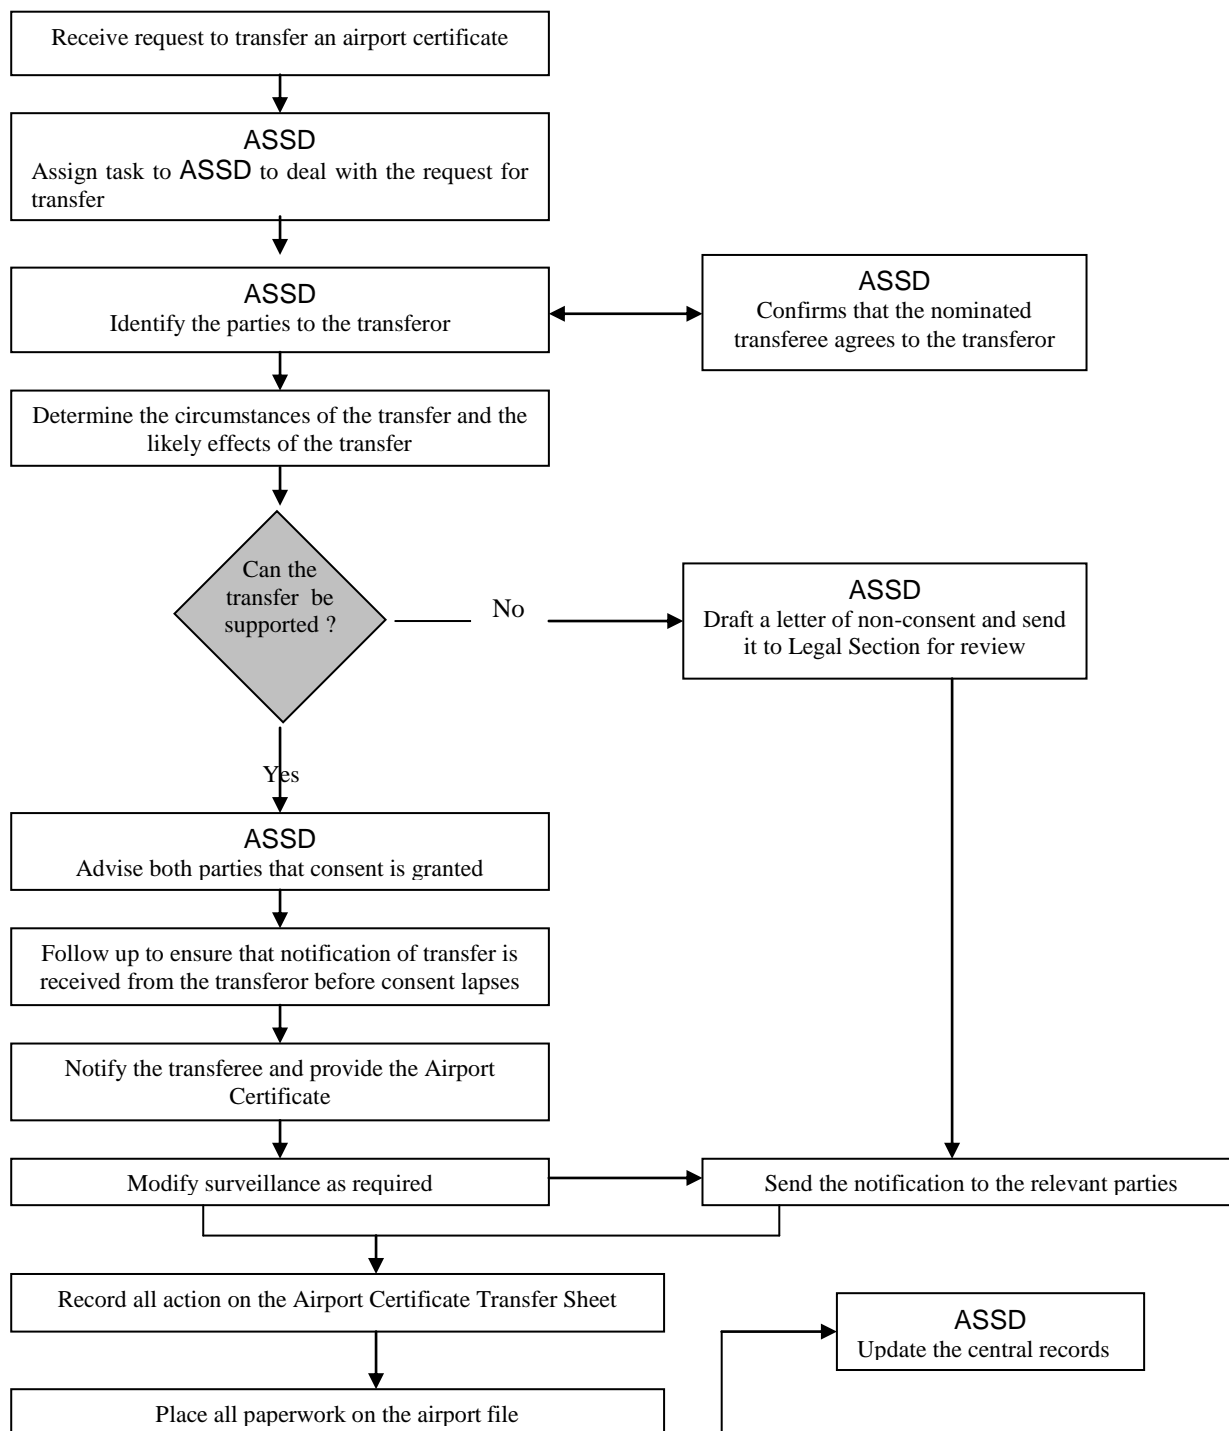 Receive request to transfer an airport certificate
ASSD
Assign task to ASSD to deal with the request for
transfer
ASSD
Identify the parties to the transferor
ASSD
Confirms that the nominated
transferee agrees to the transferor
Determine the circumstances of the transfer and the
likely effects of the transfer
Can the
transfer be
supported ?
No
ASSD
Draft a letter of non-consent and send
it to Legal Section for review
Yes
ASSD
Advise both parties that consent is granted
Follow up to ensure that notification of transfer is
received from the transferor before consent lapses
Notify the transferee and provide the Airport
Certificate
Modify surveillance as required
Send the notification to the relevant parties
Record all action on the Airport Certificate Transfer Sheet
ASSD
Update the central records
Place all paperwork on the airport file